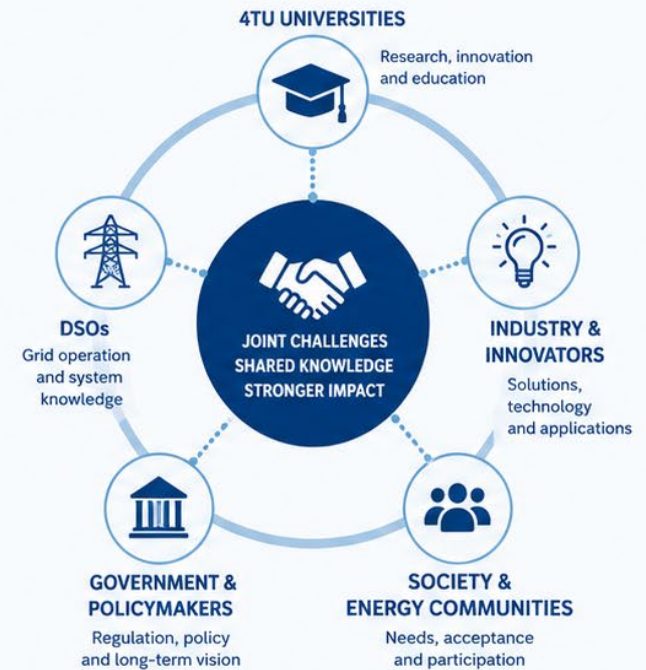 4TU UNIVERSITIES
Research, innovation
and education
DSOs
Grid operation
and system
knowledge
JOINT CHALLENGES
SHARED KNOWLEDGE
STRONGER IMPACT
INDUSTRY &
INNOVATORS
Solutions,
technology
and applications
GOVERNMENT &
POLICYMAKERS
Regulation, policy
and long-term vision
SOCIETY &
ENERGY COMMUNITIES
Needs, acceptance
and participation